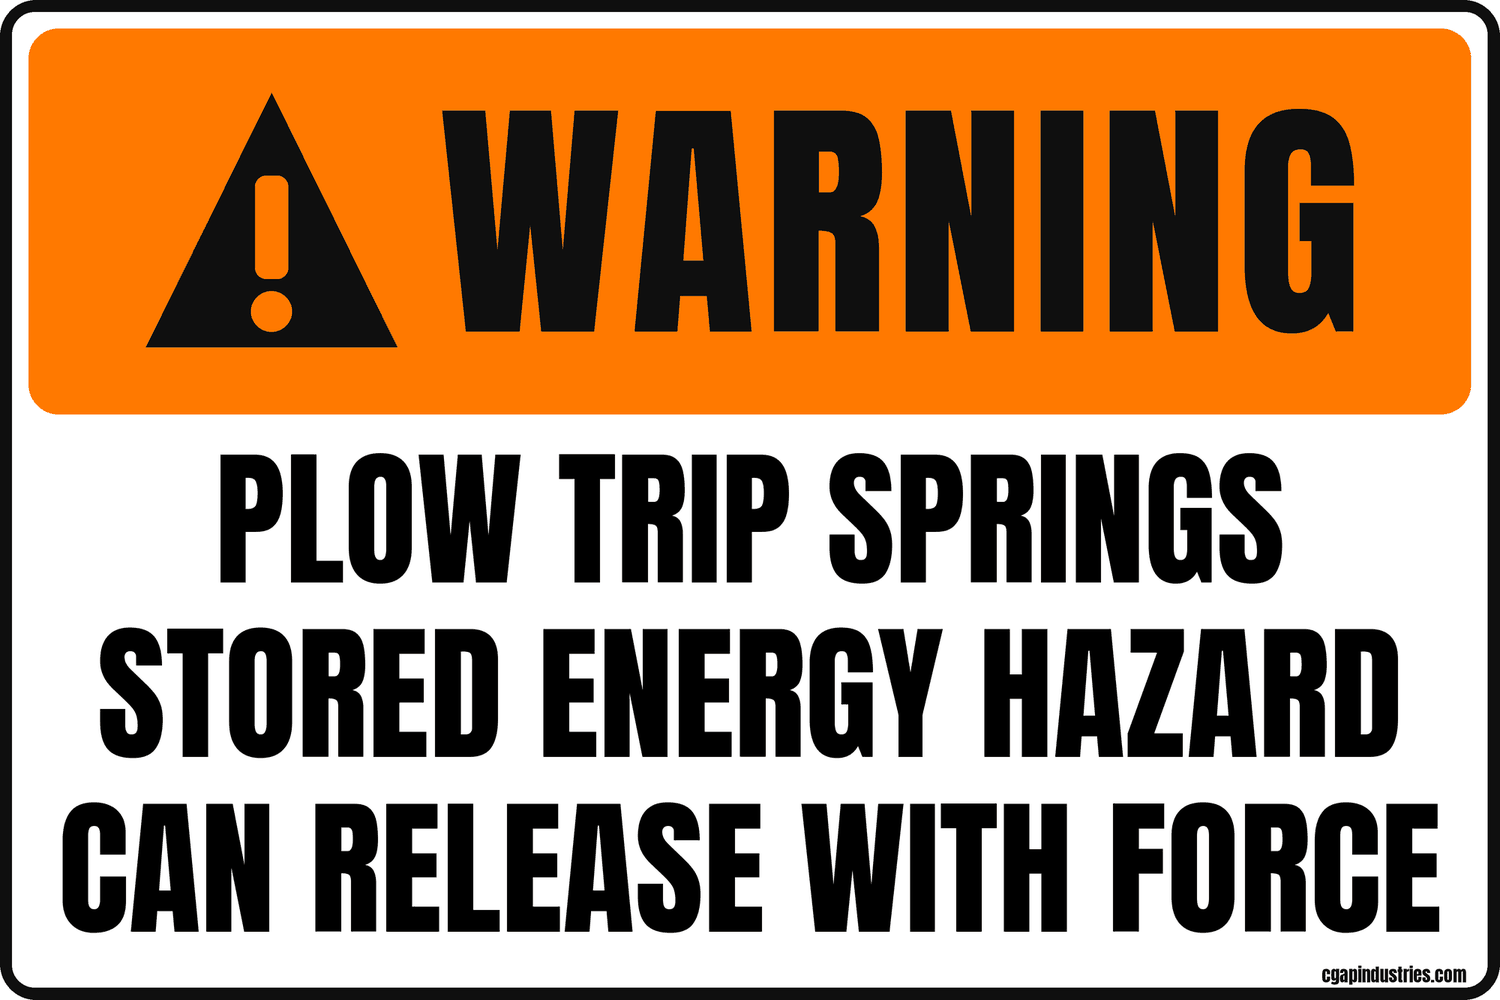 WARNING
PLOW TRIP SPRINGS
STORED ENERGY HAZARD
CAN RELEASE WITH FORCE
cgapindustries.com